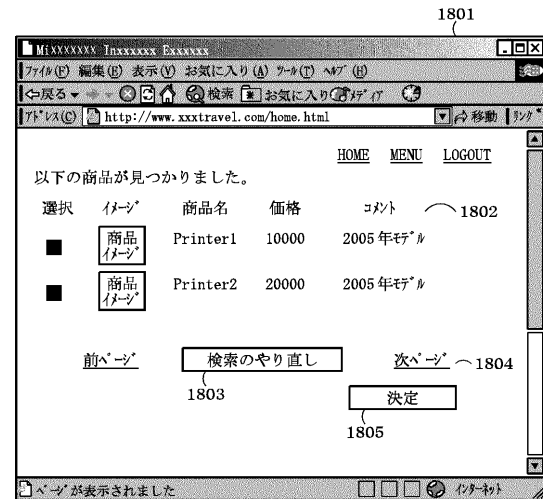 1801
Mixxxxxx Inxxxxxx Exxxxxx
ﾌｧｲﾙ(F) 編集(E) 表示(V) お気に入り(A) ﾂｰﾙ(T) ﾍﾙﾌﾟ(H)
戻る 検索 お気に入り ﾒﾃﾞｨｱ
ｱﾄﾞﾚｽ(C) http://www.xxxtravel.com/home.html 移動 ﾘﾝｸ
HOME MENU LOGOUT
以下の商品が見つかりました。
選択 ｲﾒｰｼﾞ 商品名 価格 ｺﾒﾝﾄ 1802
商品 ｲﾒｰｼﾞ Printer1 10000 2005年ﾓﾃﾞﾙ
商品 ｲﾒｰｼﾞ Printer2 20000 2005年ﾓﾃﾞﾙ
前ﾍﾟｰｼﾞ 検索のやり直し 次ﾍﾟｰｼﾞ 1804
1803
決定
1805
ﾍﾟｰｼﾞが表示されました ｲﾝﾀｰﾈｯﾄ